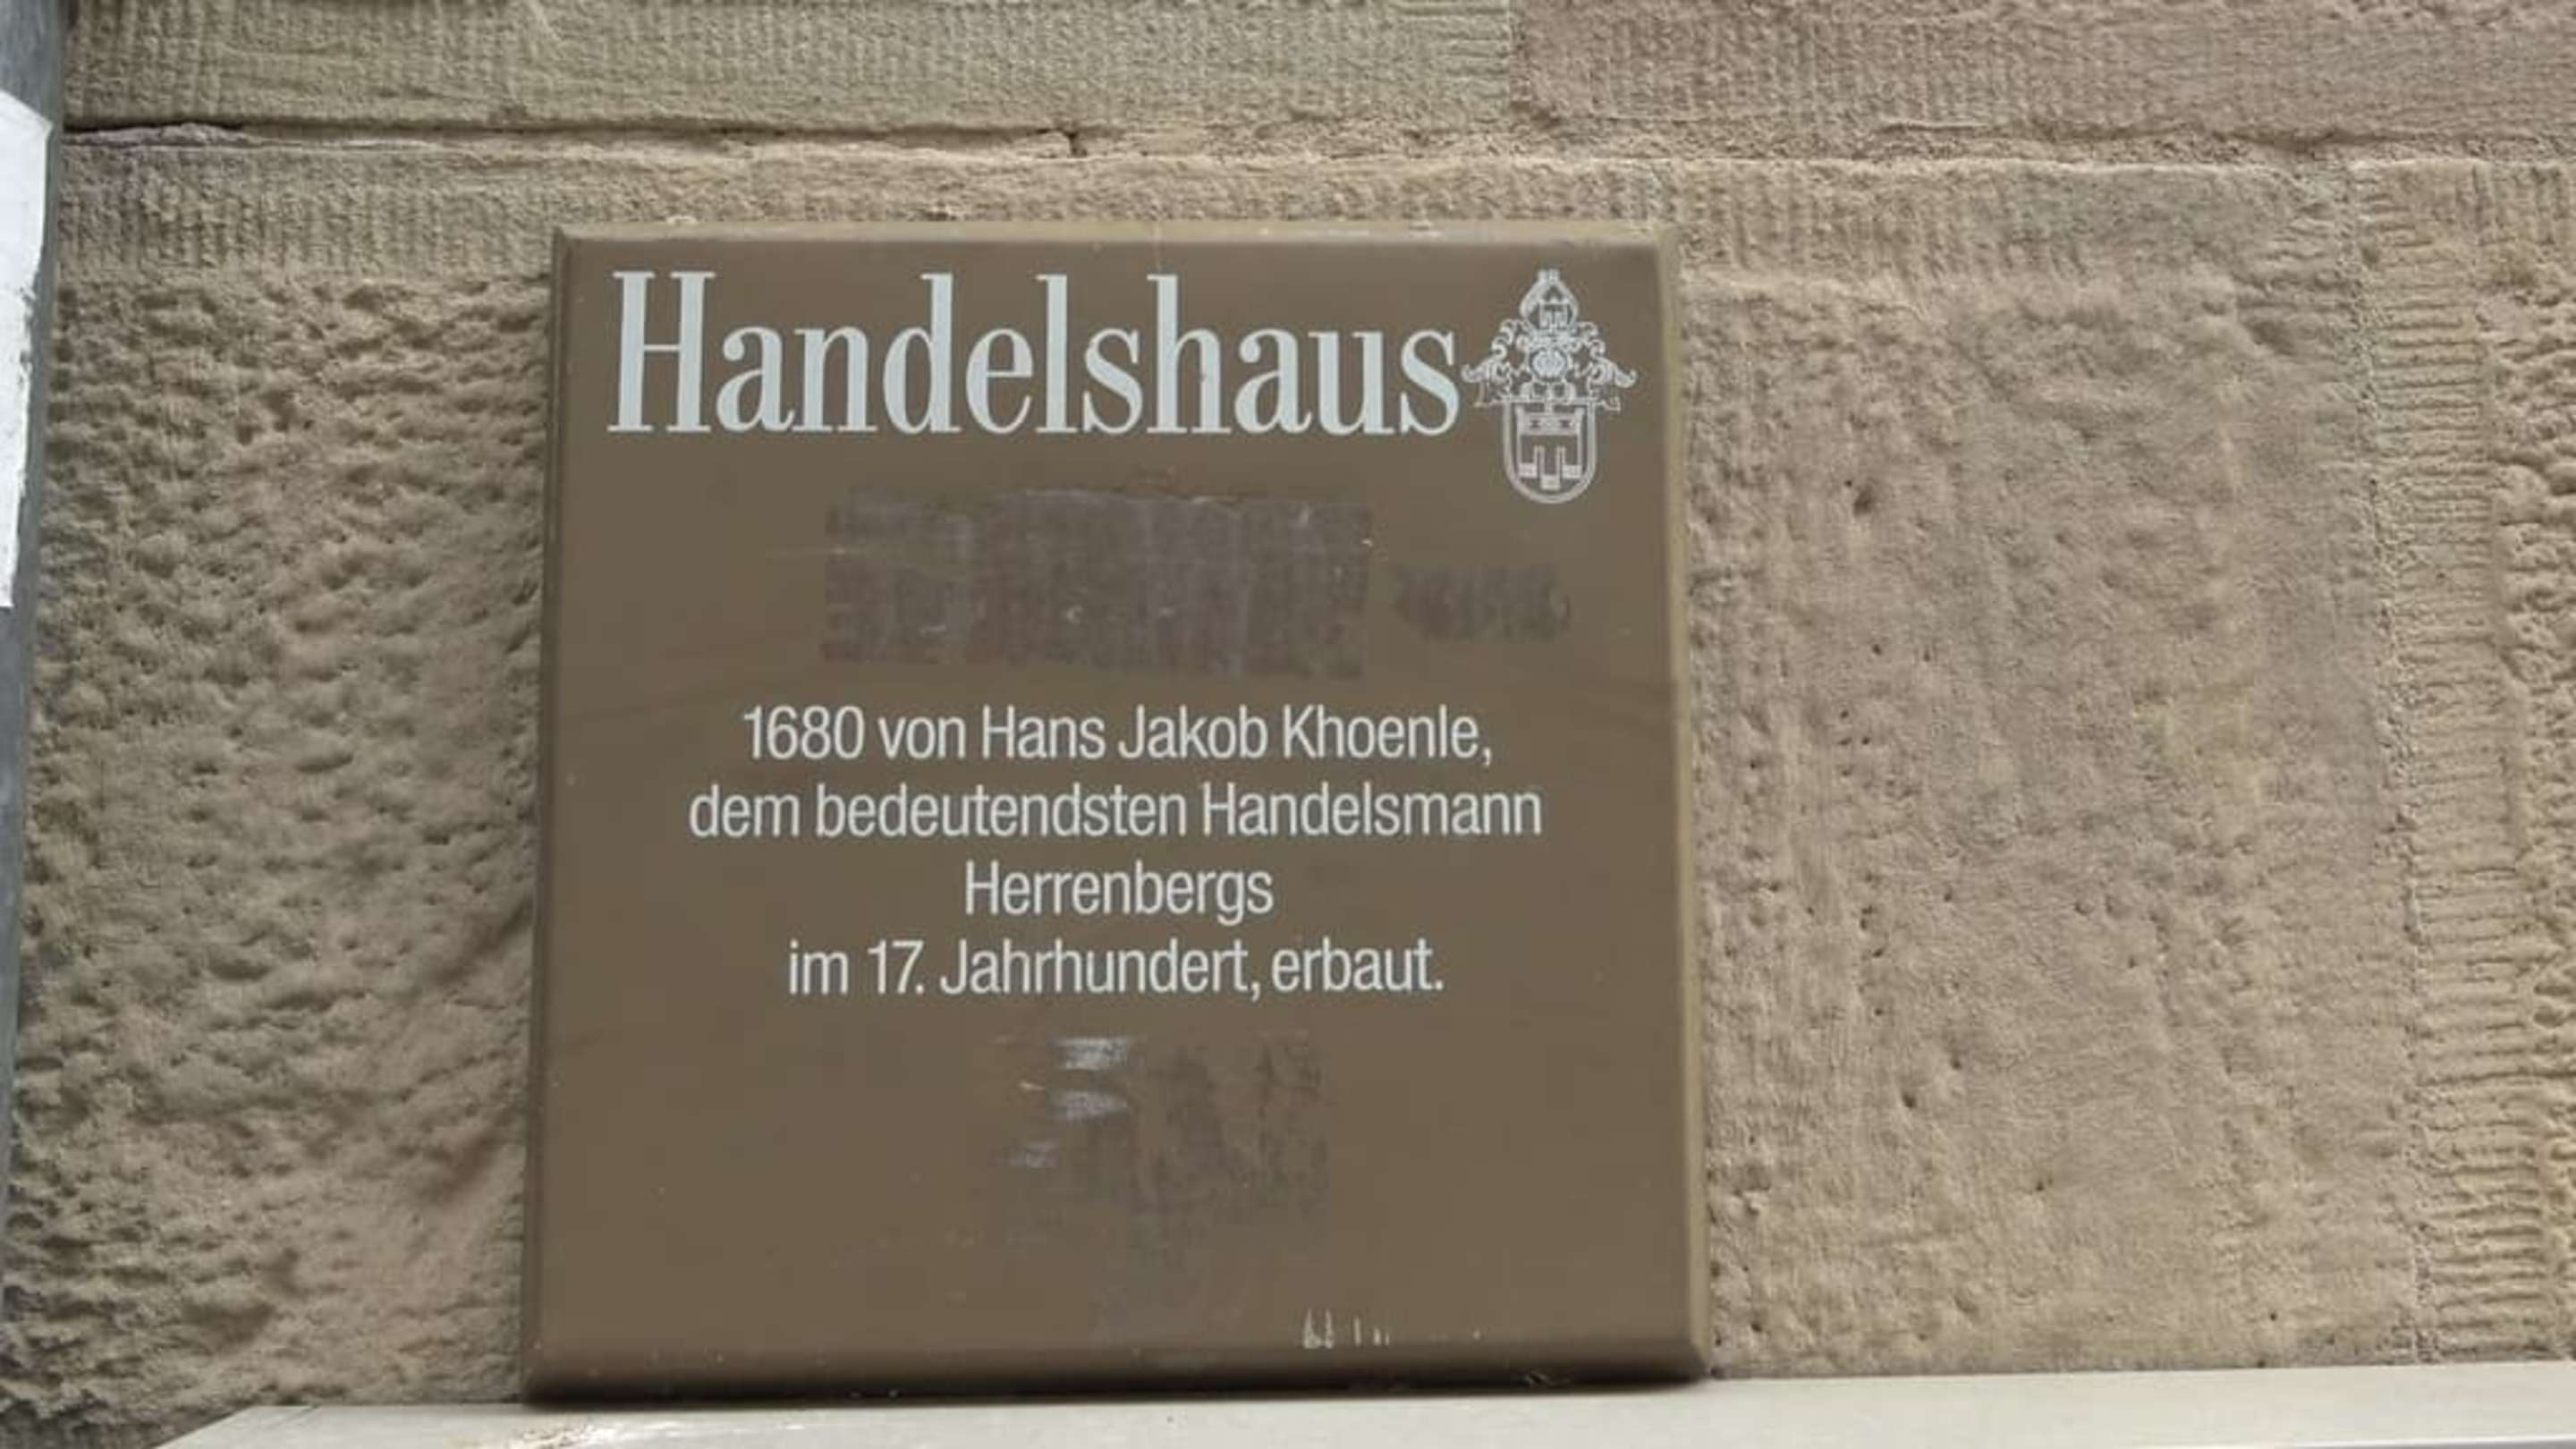 Handelshaus
1680 von Hans Jakob Khoenle,
dem bedeutendsten Handelsmann
Herrenbergs
im 17. Jahrhundert, erbaut.